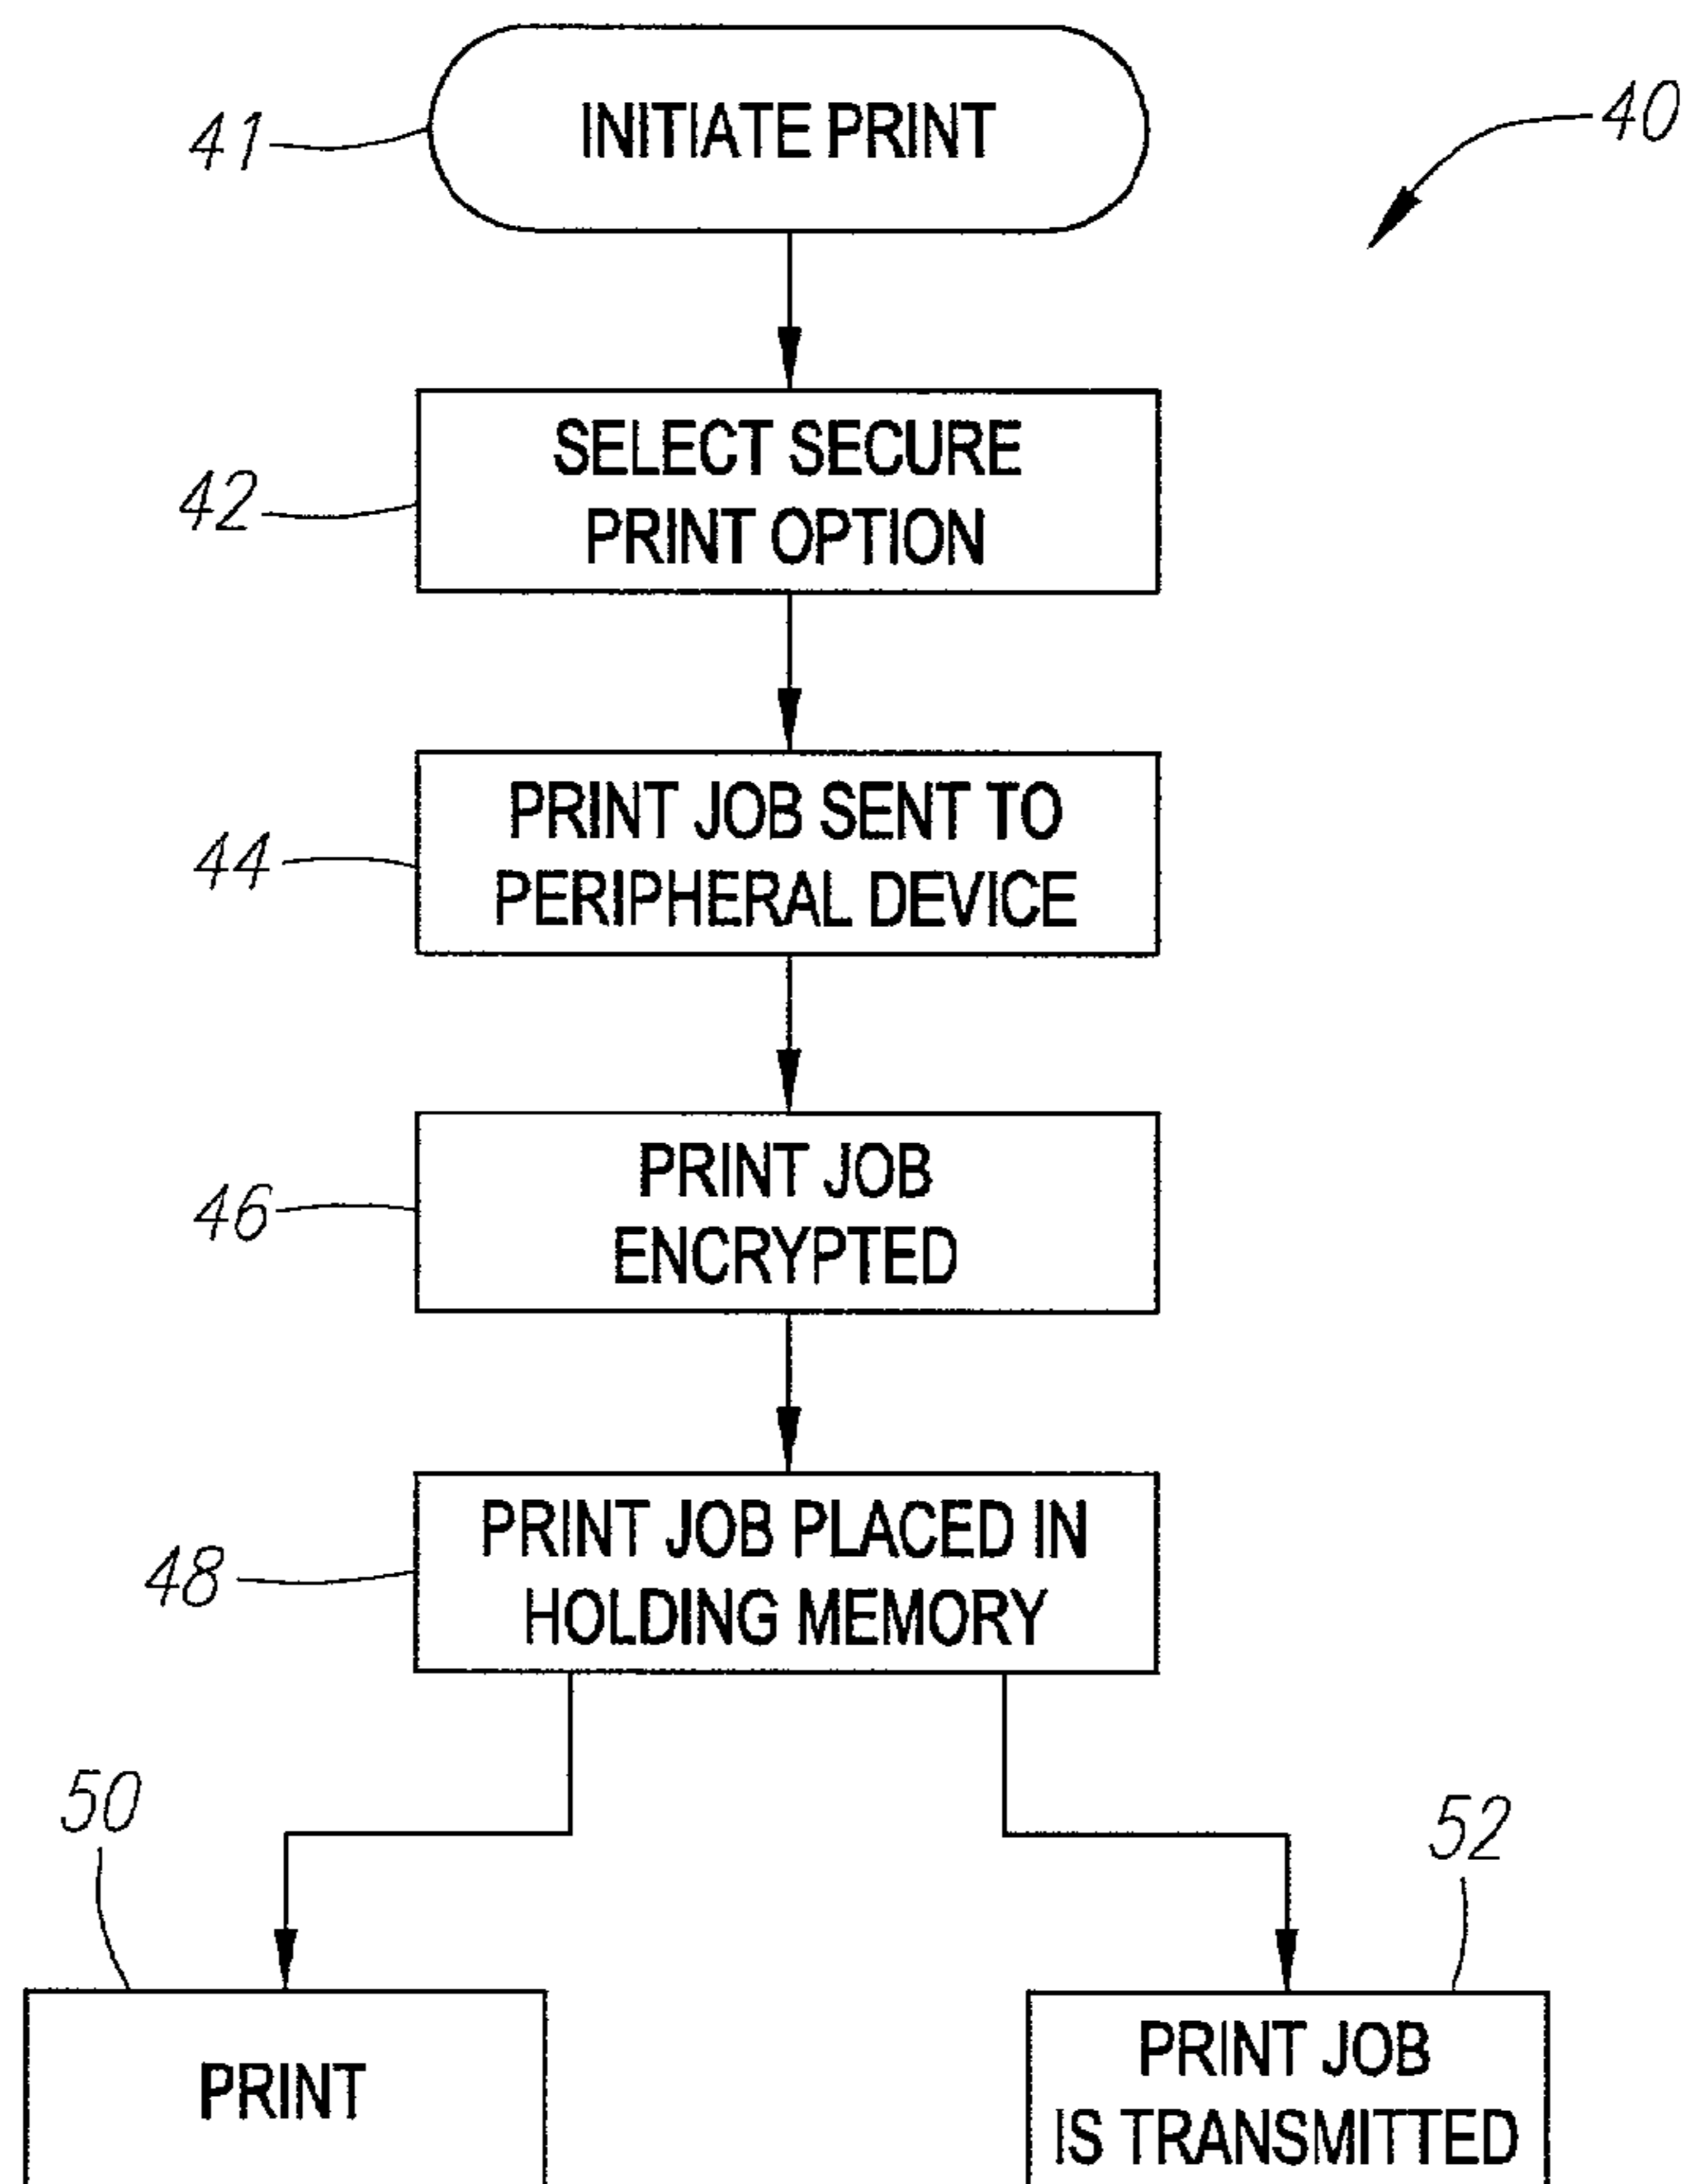 INITIATE PRINT
41
40
SELECT SECURE
PRINT OPTION
42
PRINT JOB SENT TO
PERIPHERAL DEVICE
44
PRINT JOB
ENCRYPTED
46
PRINT JOB PLACED IN
HOLDING MEMORY
48
50
52
PRINT
PRINT JOB
IS TRANSMITTED